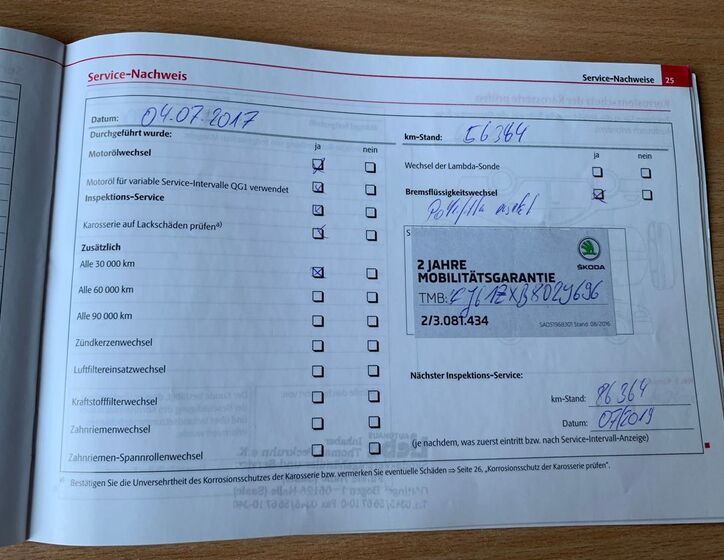 Service-Nachweis
Service-Nachweise 25
Datum: 04.07.2017
km-Stand: 56384
Durchgeführt wurde:
ja nein
ja nein
Motorölwechsel
Wechsel der Lambda-Sonde
Motoröl für variable Service-Intervalle QG1 verwendet
Bremsflüssigkeitswechsel
Inspektions-Service
Karosserie auf Lackschäden prüfen a)
Zusätzlich
Alle 30 000 km
Alle 60 000 km
Alle 90 000 km
Zündkerzenwechsel
Luftfiltereinsatzwechsel
Kraftstofffilterwechsel
Zahnriemenwechsel
Zahnriemen-Spannrollenwechsel
S
ŠKODA
2 JAHRE
MOBILITÄTSGARANTIE
TMB:
2/3.081.434
SAD51968301 Stand: 08/2016
Nächster Inspektions-Service:
km-Stand: 86364
Datum: 07/2019
(je nachdem, was zuerst eintritt bzw. nach Service-Intervall-Anzeige)
a) Bestätigen Sie die Unversehrtheit des Korrosionsschutzes der Karosserie bzw. vermerken Sie eventuelle Schäden ⇒ Seite 26, „Korrosionsschutz der Karosserie prüfen“.